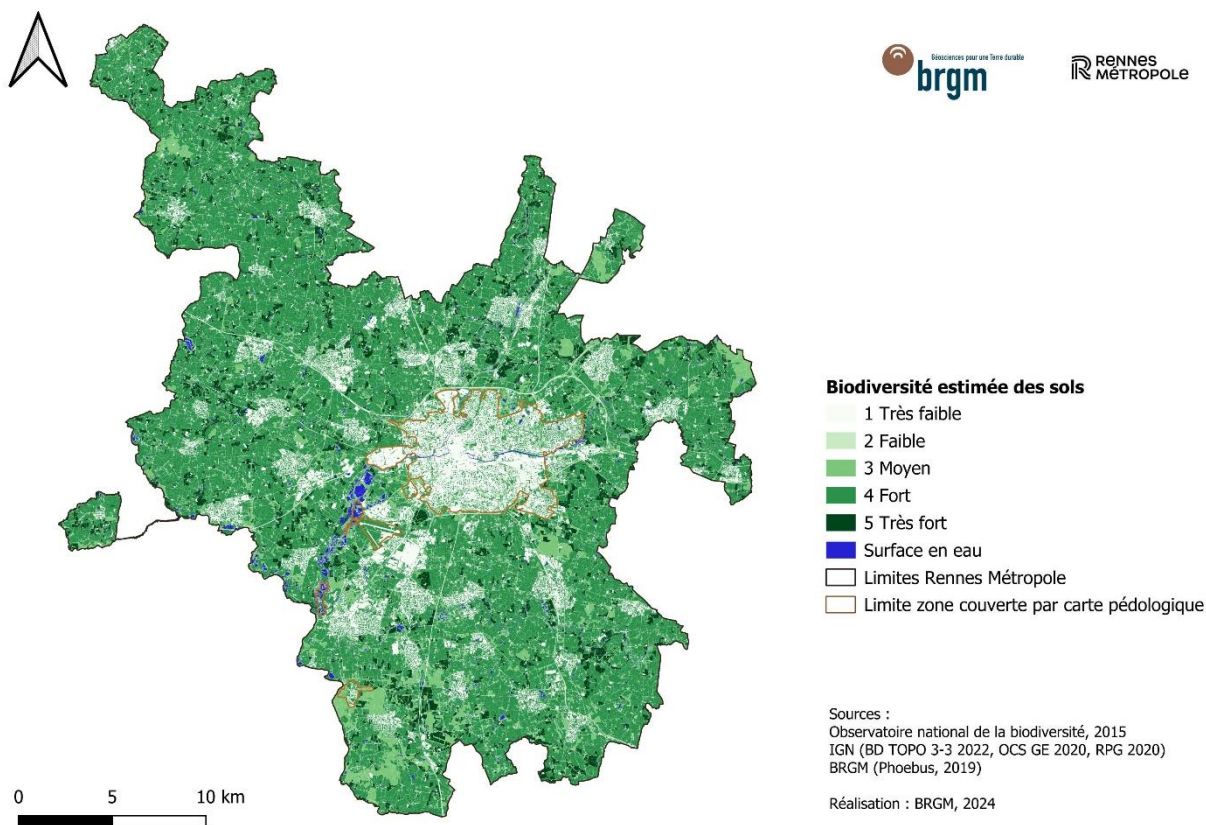 Géosciences pour une Terre durable
brgm
RENNES
MÉTROPOLE
Biodiversité estimée des sols
1 Très faible
2 Faible
3 Moyen
4 Fort
5 Très fort
Surface en eau
Limites Rennes Métropole
Limite zone couverte par carte pédologique
Sources :
Observatoire national de la biodiversité, 2015
IGN (BD TOPO 3-3 2022, OCS GE 2020, RPG 2020)
BRGM (Phoebus, 2019)
Réalisation : BRGM, 2024
0 5 10 km